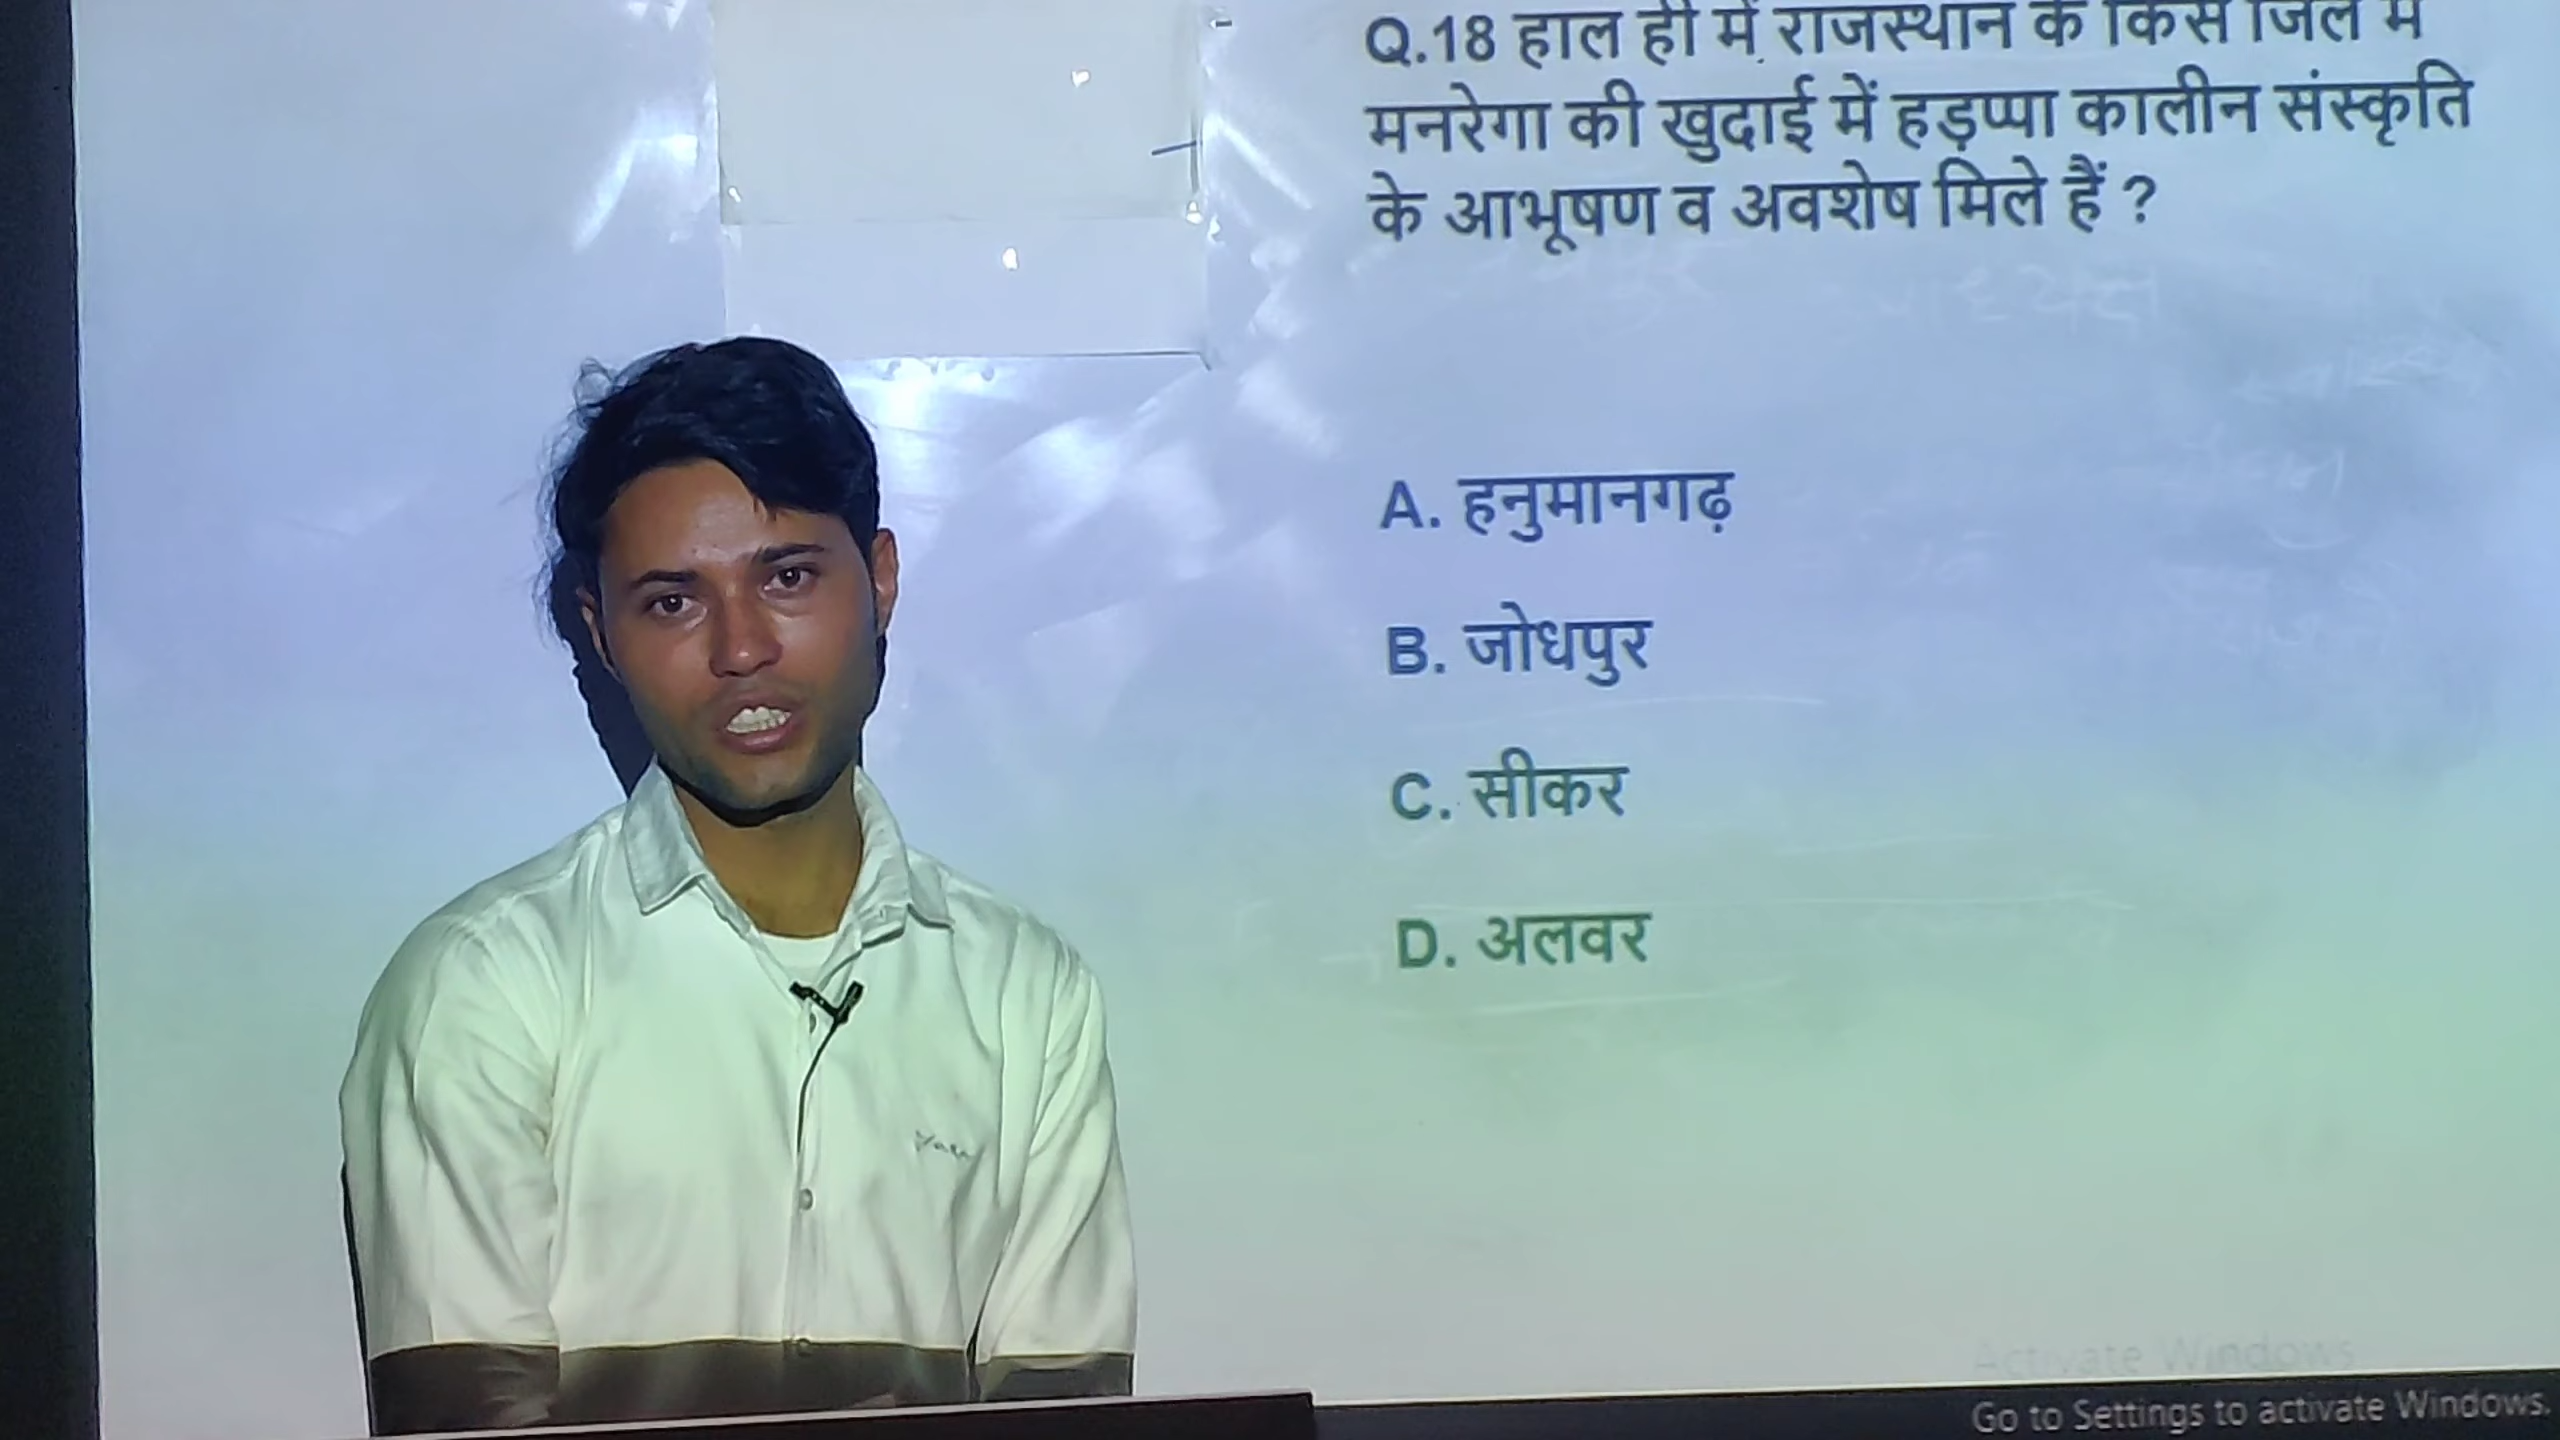 Q.18 हाल ही में राजस्थान के किस जिले में
मनरेगा की खुदाई में हड़प्पा कालीन संस्कृति
के आभूषण व अवशेष मिले हैं ?
A. हनुमानगढ़
B. जोधपुर
C. सीकर
D. अलवर
Activate Windows
Go to Settings to activate Windows.